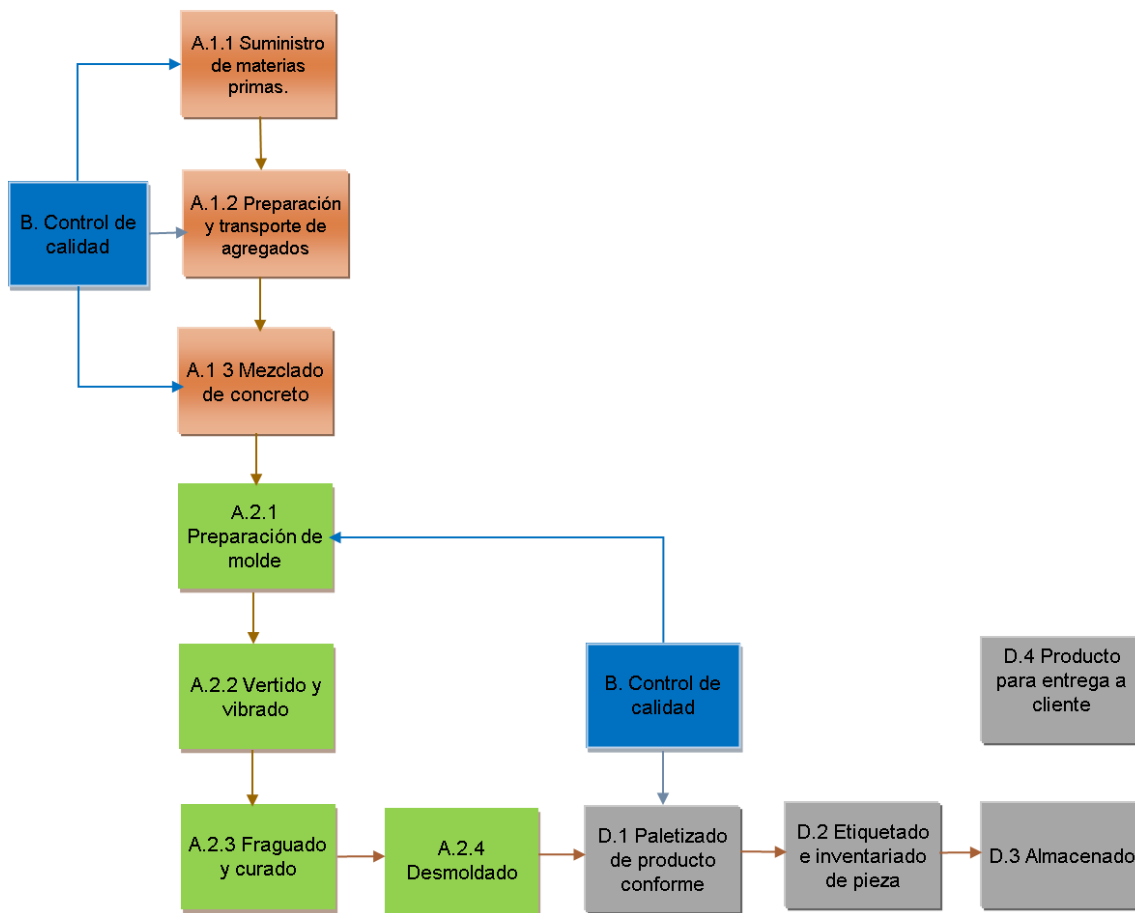 A.1.1 Suministro
de materias
primas.
B. Control de
calidad
A.1.2 Preparación
y transporte de
agregados
A.1 3 Mezclado
de concreto
A.2.1
Preparación de
molde
A.2.2 Vertido y
vibrado
B. Control de
calidad
D.4 Producto
para entrega a
cliente
A.2.3 Fraguado
y curado
A.2.4
Desmoldado
D.1 Paletizado
de producto
conforme
D.2 Etiquetado
e inventariado
de pieza
D.3 Almacenado